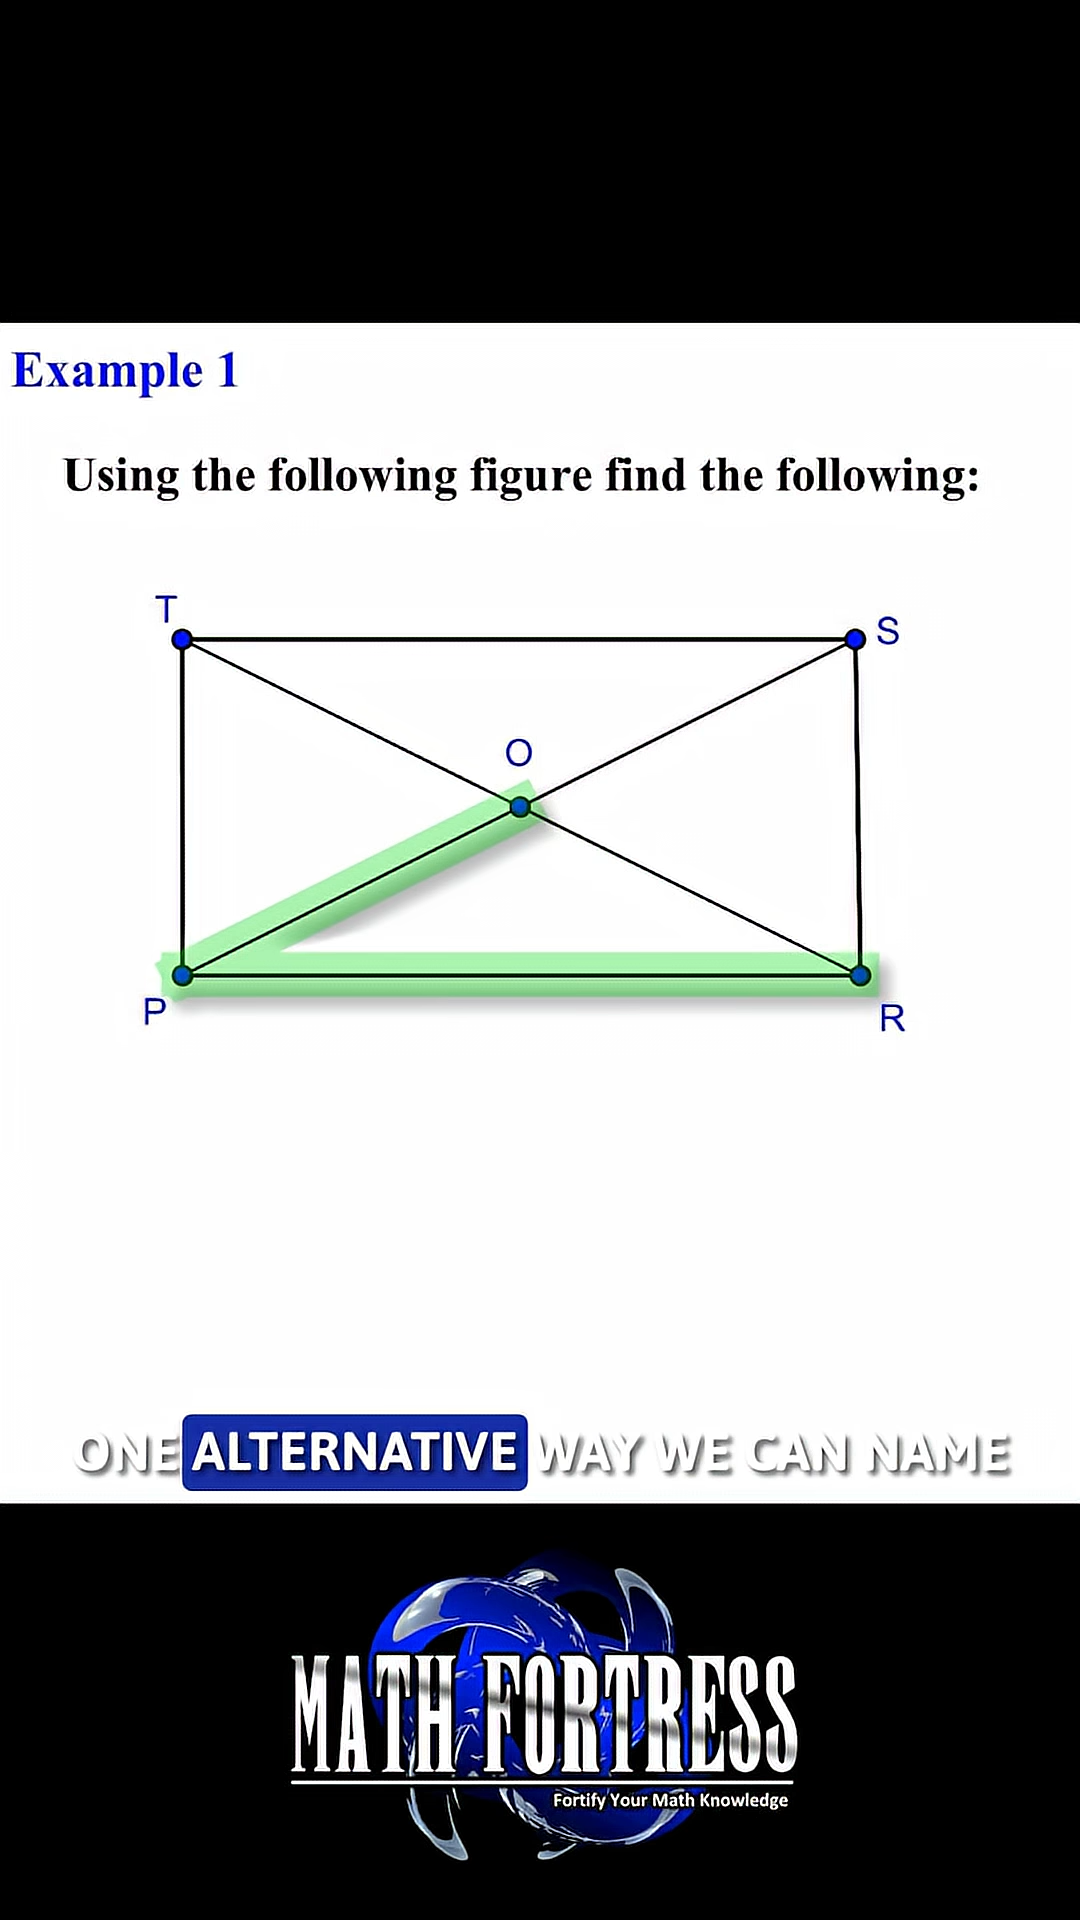 Example 1
Using the following figure find the following:
T
S
O
P
R
ONE ALTERNATIVE WAY WE CAN NAME
MATH FORTRESS
Fortify Your Math Knowledge